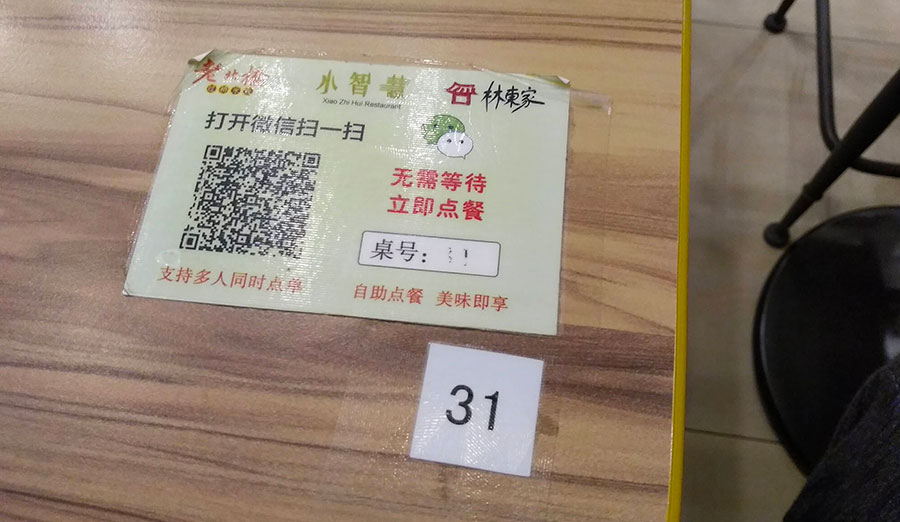 小智慧
Xiao Zhi Hui Restaurant
林東家
打开微信扫一扫
无需等待
立即点餐
桌号:
支持多人同时点单
自助点餐 美味即享
31